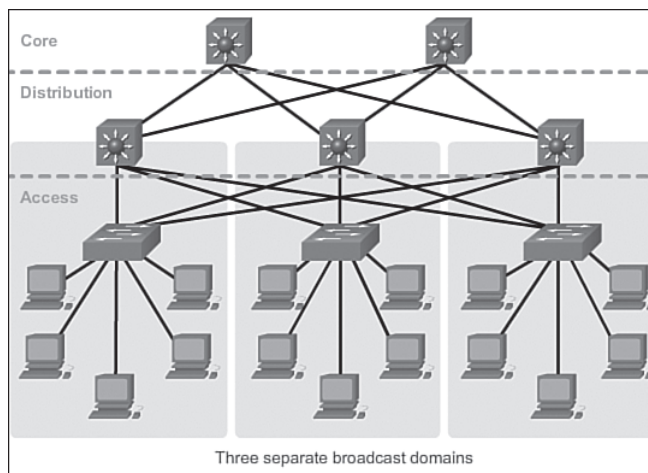 Core
Distribution
Access
Three separate broadcast domains